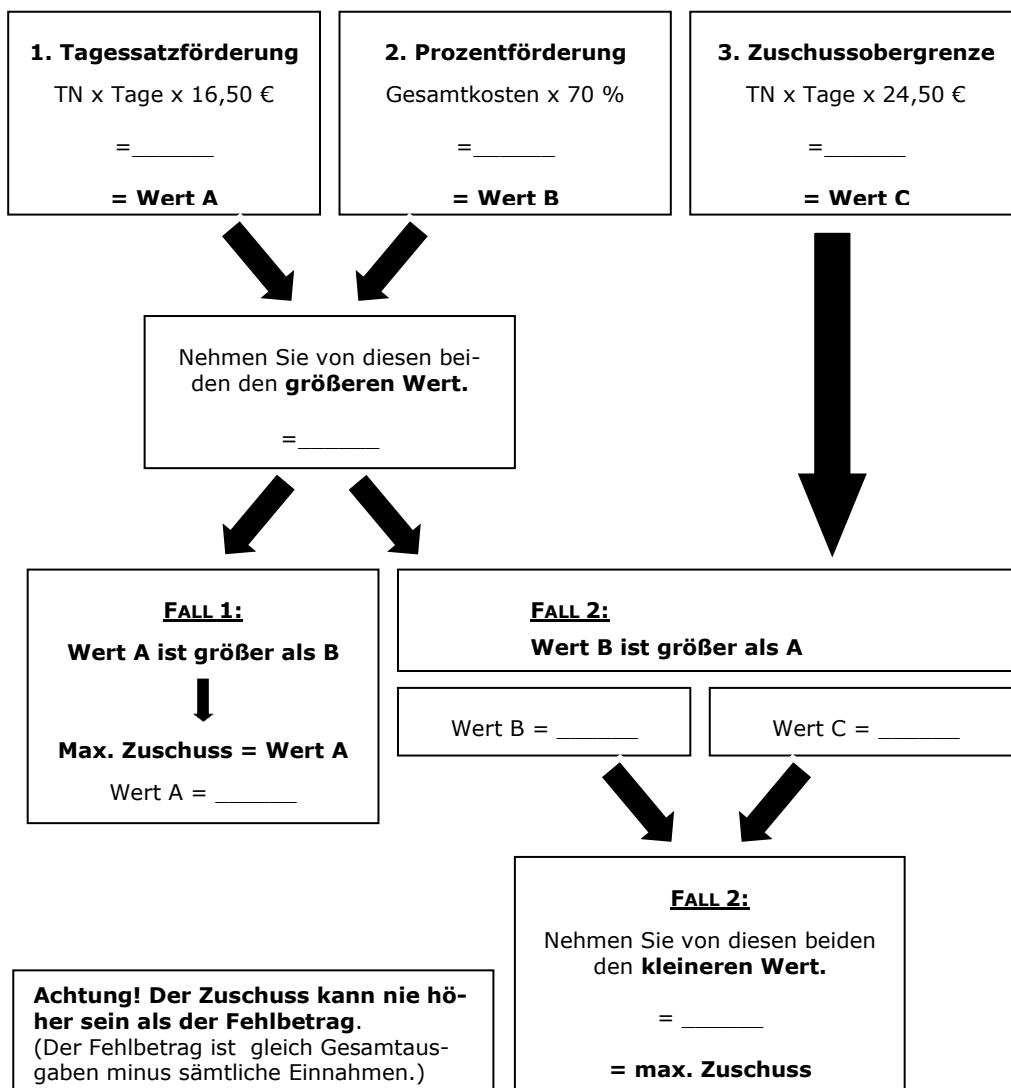 1. Tagessatzförderung
TN x Tage x 16,50 €
=______
= Wert A
2. Prozentförderung
Gesamtkosten x 70 %
=______
= Wert B
3. Zuschussobergrenze
TN x Tage x 24,50 €
=______
= Wert C
Nehmen Sie von diesen bei-
den den größeren Wert.
=______
FALL 1:
Wert A ist größer als B
Max. Zuschuss = Wert A
Wert A = ______
FALL 2:
Wert B ist größer als A
Wert B = ______
Wert C = ______
FALL 2:
Nehmen Sie von diesen beiden
den kleineren Wert.
= ______
= max. Zuschuss
Achtung! Der Zuschuss kann nie hö-
her sein als der Fehlbetrag.
(Der Fehlbetrag ist gleich Gesamtaus-
gaben minus sämtliche Einnahmen.)